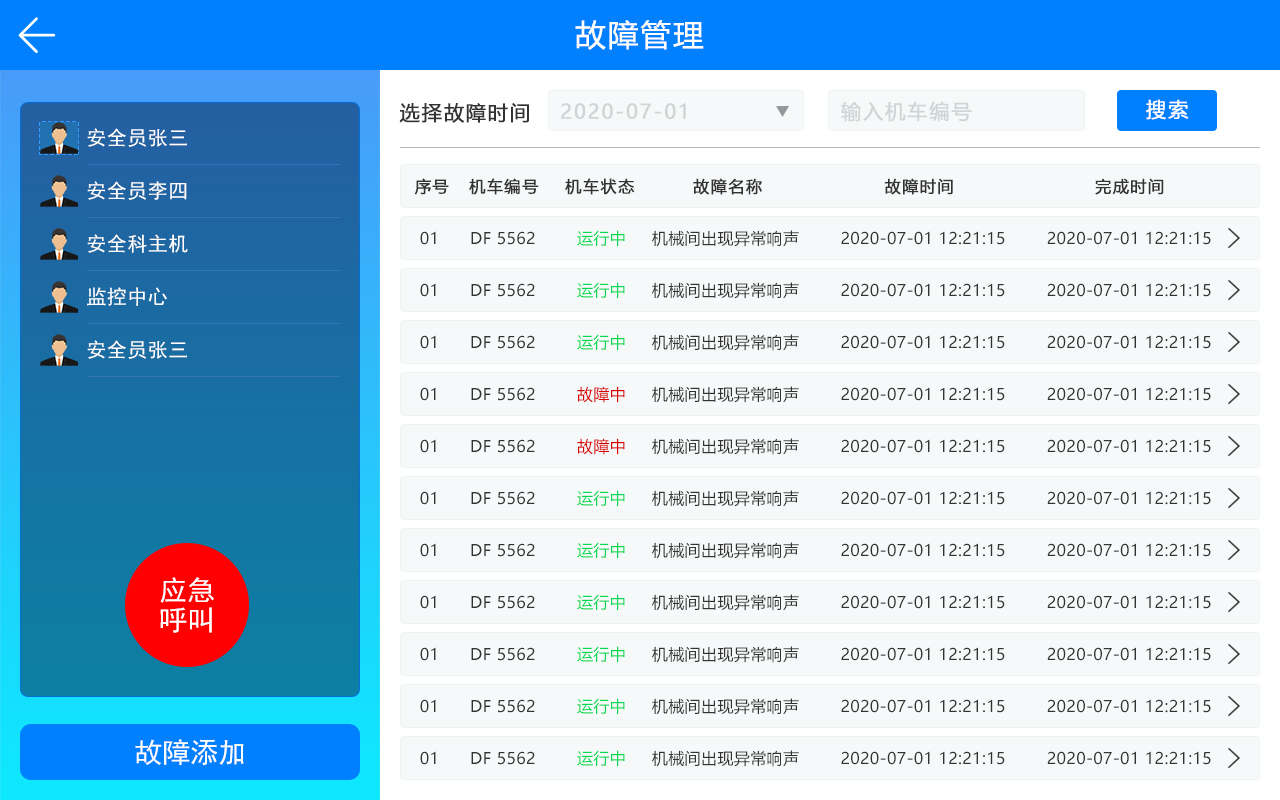 故障管理
安全员张三
安全员李四
安全科主机
监控中心
安全员张三
应急
呼叫
故障添加
选择故障时间 2020-07-01 ▼ 输入机车编号 搜索
序号 机车编号 机车状态 故障名称 故障时间 完成时间
01 DF 5562 运行中 机械间出现异常响声 2020-07-01 12:21:15 2020-07-01 12:21:15
01 DF 5562 运行中 机械间出现异常响声 2020-07-01 12:21:15 2020-07-01 12:21:15
01 DF 5562 运行中 机械间出现异常响声 2020-07-01 12:21:15 2020-07-01 12:21:15
01 DF 5562 故障中 机械间出现异常响声 2020-07-01 12:21:15 2020-07-01 12:21:15
01 DF 5562 故障中 机械间出现异常响声 2020-07-01 12:21:15 2020-07-01 12:21:15
01 DF 5562 运行中 机械间出现异常响声 2020-07-01 12:21:15 2020-07-01 12:21:15
01 DF 5562 运行中 机械间出现异常响声 2020-07-01 12:21:15 2020-07-01 12:21:15
01 DF 5562 运行中 机械间出现异常响声 2020-07-01 12:21:15 2020-07-01 12:21:15
01 DF 5562 运行中 机械间出现异常响声 2020-07-01 12:21:15 2020-07-01 12:21:15
01 DF 5562 运行中 机械间出现异常响声 2020-07-01 12:21:15 2020-07-01 12:21:15
01 DF 5562 运行中 机械间出现异常响声 2020-07-01 12:21:15 2020-07-01 12:21:15